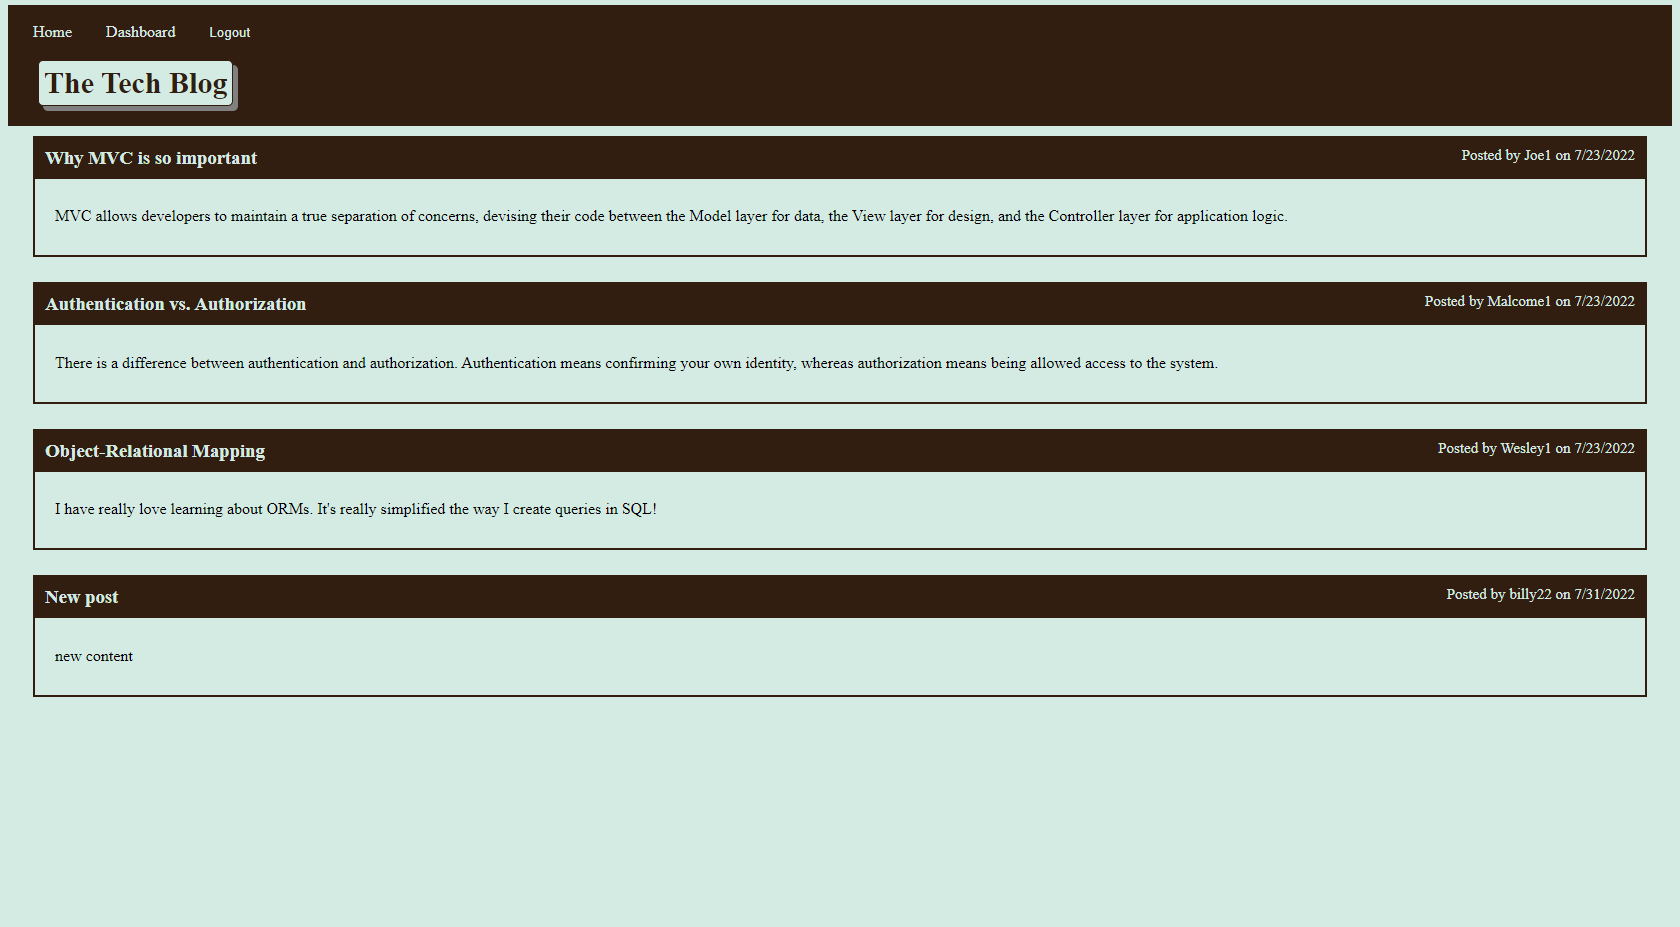 Home Dashboard Logout
The Tech Blog
Why MVC is so important Posted by Joe1 on 7/23/2022
MVC allows developers to maintain a true separation of concerns, devising their code between the Model layer for data, the View layer for design, and the Controller layer for application logic.
Authentication vs. Authorization Posted by Malcome1 on 7/23/2022
There is a difference between authentication and authorization. Authentication means confirming your own identity, whereas authorization means being allowed access to the system.
Object-Relational Mapping Posted by Wesley1 on 7/23/2022
I have really love learning about ORMs. It's really simplified the way I create queries in SQL!
New post Posted by billy22 on 7/31/2022
new content